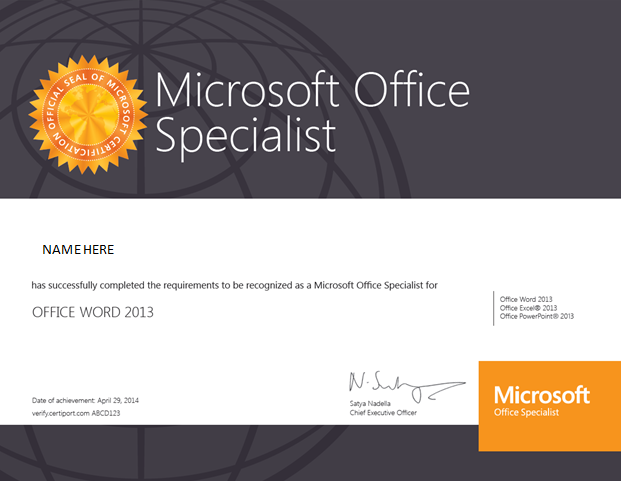 OFFICIAL SEAL OF MICROSOFT CERTIFICATION
Microsoft Office
Specialist
NAME HERE
has successfully completed the requirements to be recognized as a Microsoft Office Specialist for
OFFICE WORD 2013
Office Word 2013
Office Excel® 2013
Office PowerPoint® 2013
Date of achievement: April 29, 2014
verify.certiport.com ABCD123
Satya Nadella
Chief Executive Officer
Microsoft
Office Specialist